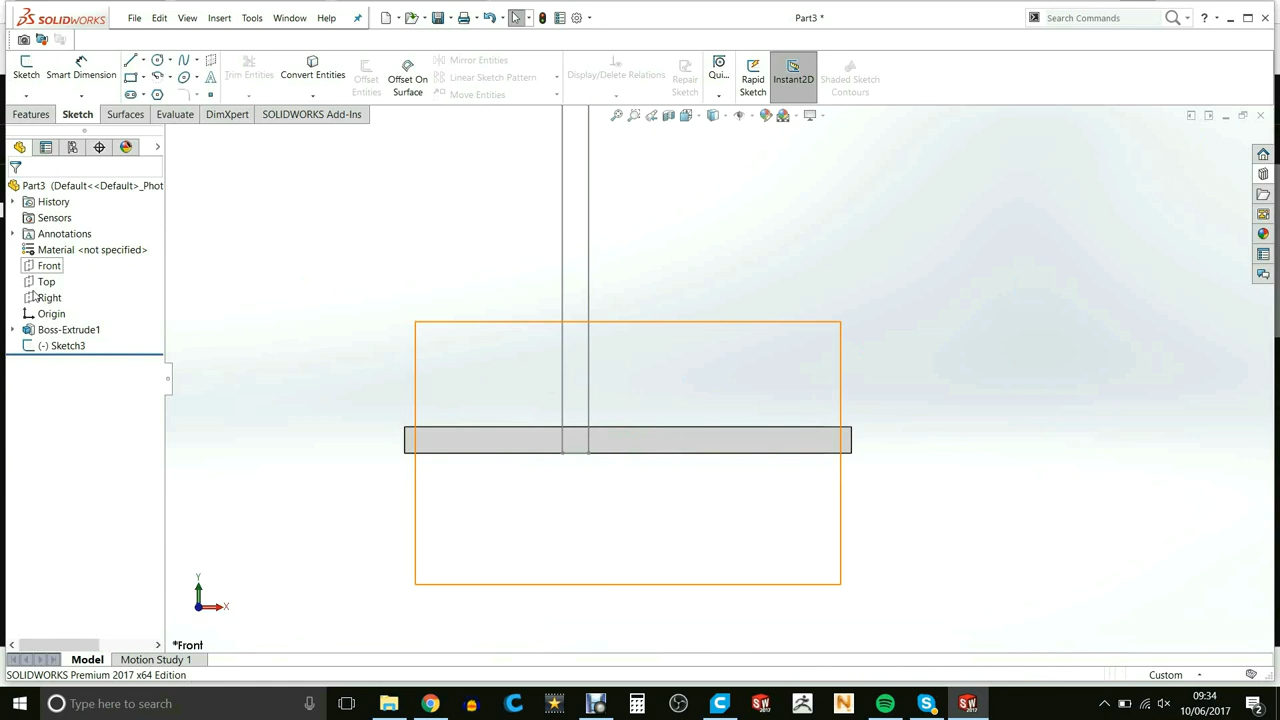 SOLIDWORKS File Edit View Insert Tools Window Help Part3 * Search Commands ?
Sketch Smart Dimension Trim Entities Convert Entities Offset Entities Offset On Surface Mirror Entities Linear Sketch Pattern Move Entities Display/Delete Relations Repair Sketch Qui... Rapid Sketch Instant2D Shaded Sketch Contours
Features Sketch Surfaces Evaluate DimXpert SOLIDWORKS Add-Ins
Part3 (Default<<Default>_Phot
History
Sensors
Annotations
Material <not specified>
Front
Top
Right
Origin
Boss-Extrude1
(-) Sketch3
Y
X
*Front
Model Motion Study 1
SOLIDWORKS Premium 2017 x64 Edition Custom
Type here to search 09:34
10/06/2017